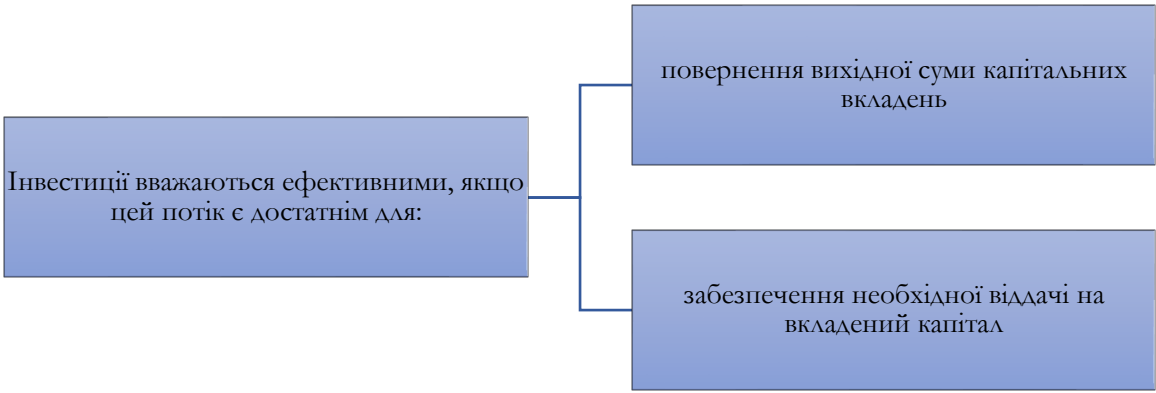 Інвестиції вважаються ефективними, якщо
цей потік є достатнім для:
повернення вихідної суми капітальних
вкладень
забезпечення необхідної віддачі на
вкладений капітал